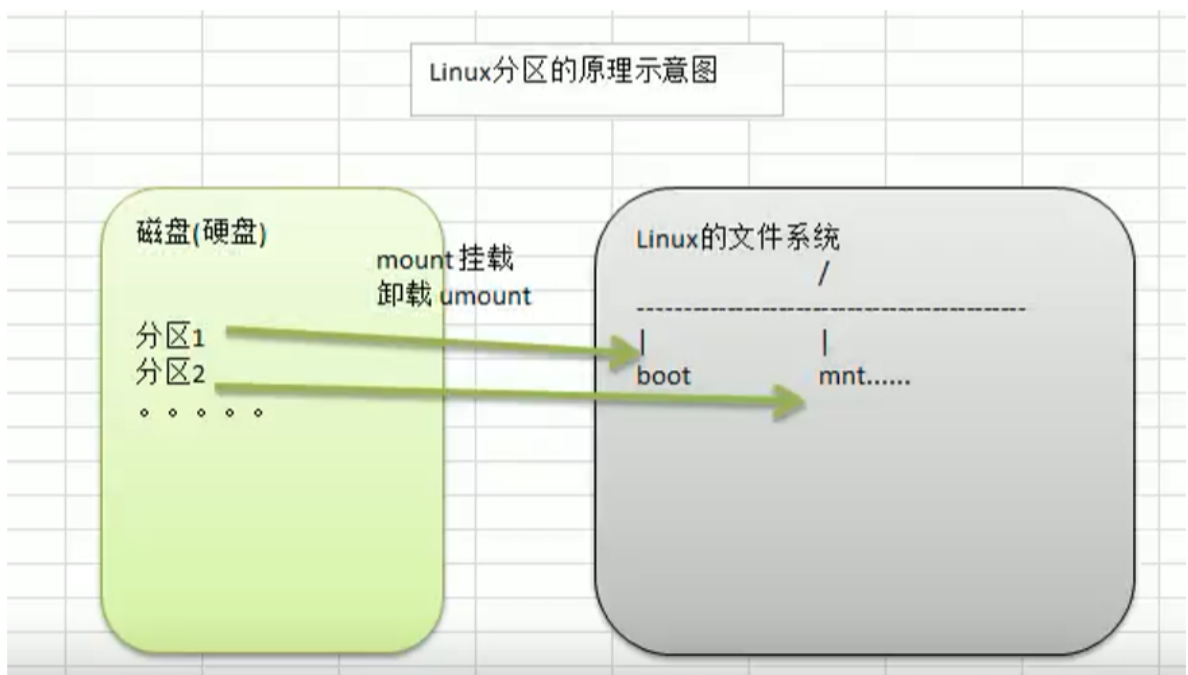 Linux分区的原理示意图
磁盘(硬盘)
mount 挂载
卸载 umount
分区1
分区2
。。。。。
Linux的文件系统
/
---------------------------------------
| |
boot mnt......